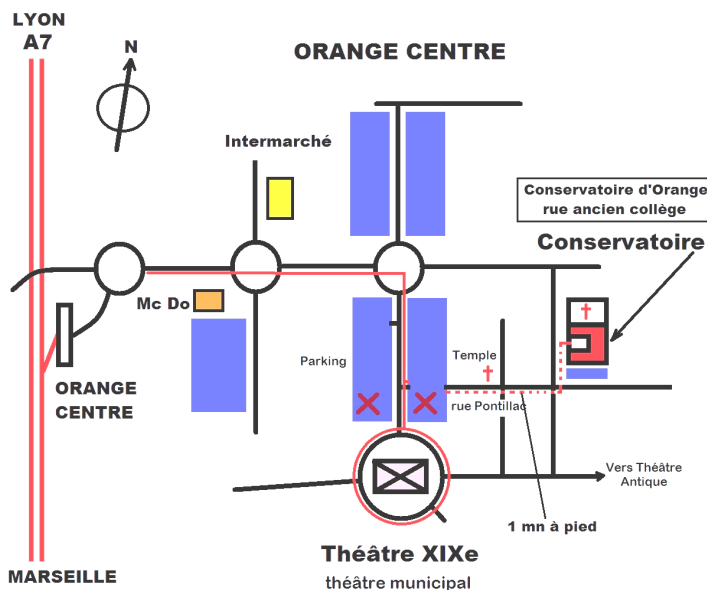 LYON
A7
N
ORANGE CENTRE
Intermarché
Conservatoire d'Orange
rue ancien collège
Conservatoire
Mc Do
Parking
Temple
ORANGE
CENTRE
rue Pontillac
Vers Théâtre
Antique
1 mn à pied
Théâtre XIXe
théâtre municipal
MARSEILLE